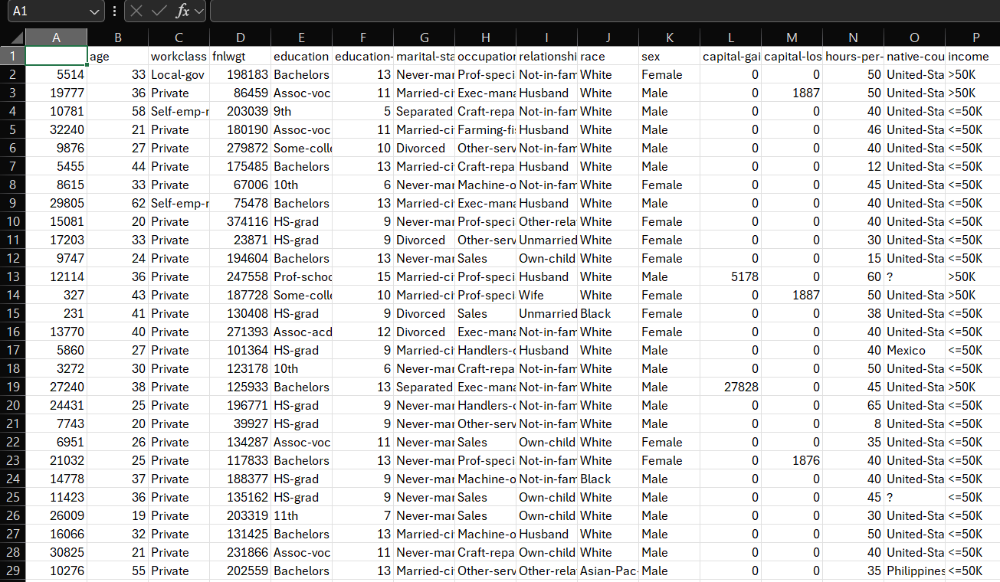 A1 fx
A B C D E F G H I J K L M N O P
1 age workclass fnlwgt education education- marital-sta occupation relationshi race sex capital-gai capital-los hours-per- native-cou income
2 5514 33 Local-gov 198183 Bachelors 13 Never-mar Prof-speci Not-in-fam White Female 0 0 50 United-Sta >50K
3 19777 36 Private 86459 Assoc-voc 11 Married-ci Exec-mana Husband White Male 0 1887 50 United-Sta >50K
4 10781 58 Self-emp-n 203039 9th 5 Separated Craft-repa Not-in-fam White Male 0 0 40 United-Sta <=50K
5 32240 21 Private 180190 Assoc-voc 11 Married-ci Farming-fi Husband White Male 0 0 46 United-Sta <=50K
6 9876 27 Private 279872 Some-colle 10 Divorced Other-serv Not-in-fam White Male 0 0 40 United-Sta <=50K
7 5455 44 Private 175485 Bachelors 13 Married-ci Craft-repa Husband White Male 0 0 12 United-Sta <=50K
8 8615 33 Private 67006 10th 6 Never-mar Machine-o Not-in-fam White Female 0 0 45 United-Sta <=50K
9 29805 62 Self-emp-n 75478 Bachelors 13 Married-ci Exec-mana Husband White Male 0 0 40 United-Sta <=50K
10 15081 20 Private 374116 HS-grad 9 Never-mar Prof-speci Other-rela White Female 0 0 40 United-Sta <=50K
11 17203 33 Private 23871 HS-grad 9 Divorced Other-serv Unmarried White Female 0 0 30 United-Sta <=50K
12 9747 24 Private 194604 Bachelors 13 Never-mar Sales Own-child White Female 0 0 15 United-Sta <=50K
13 12114 36 Private 247558 Prof-schoo 15 Married-ci Prof-speci Husband White Male 5178 0 60 ? >50K
14 327 43 Private 187728 Some-colle 10 Married-ci Prof-speci Wife White Female 0 1887 50 United-Sta >50K
15 231 41 Private 130408 HS-grad 9 Divorced Sales Unmarried Black Female 0 0 38 United-Sta <=50K
16 13770 40 Private 271393 Assoc-acd 12 Divorced Exec-mana Not-in-fam White Female 0 0 40 United-Sta <=50K
17 5860 27 Private 101364 HS-grad 9 Married-ci Handlers-c Husband White Male 0 0 40 Mexico <=50K
18 3272 30 Private 123178 10th 6 Never-mar Craft-repa Not-in-fam White Male 0 0 50 United-Sta <=50K
19 27240 38 Private 125933 Bachelors 13 Separated Exec-mana Not-in-fam White Male 27828 0 45 United-Sta >50K
20 24431 25 Private 196771 HS-grad 9 Never-mar Handlers-c Not-in-fam White Male 0 0 65 United-Sta <=50K
21 7743 20 Private 39927 HS-grad 9 Never-mar Other-serv Not-in-fam White Male 0 0 8 United-Sta <=50K
22 6951 26 Private 134287 Assoc-voc 11 Never-mar Sales Own-child White Female 0 0 35 United-Sta <=50K
23 21032 25 Private 117833 Bachelors 13 Never-mar Prof-speci Not-in-fam White Female 0 1876 40 United-Sta <=50K
24 14778 37 Private 188377 HS-grad 9 Never-mar Machine-o Not-in-fam Black Male 0 0 40 United-Sta <=50K
25 11423 36 Private 135162 HS-grad 9 Never-mar Sales Own-child White Male 0 0 45 ? <=50K
26 26009 19 Private 203319 11th 7 Never-mar Sales Own-child White Male 0 0 30 United-Sta <=50K
27 16066 32 Private 131425 Bachelors 13 Married-ci Machine-o Husband White Male 0 0 50 United-Sta <=50K
28 30825 21 Private 231866 Assoc-voc 11 Never-mar Craft-repa Own-child White Male 0 0 40 United-Sta <=50K
29 10276 55 Private 202559 Bachelors 13 Married-ci Other-serv Other-rela Asian-Pac- Male 0 0 35 Philippines <=50K